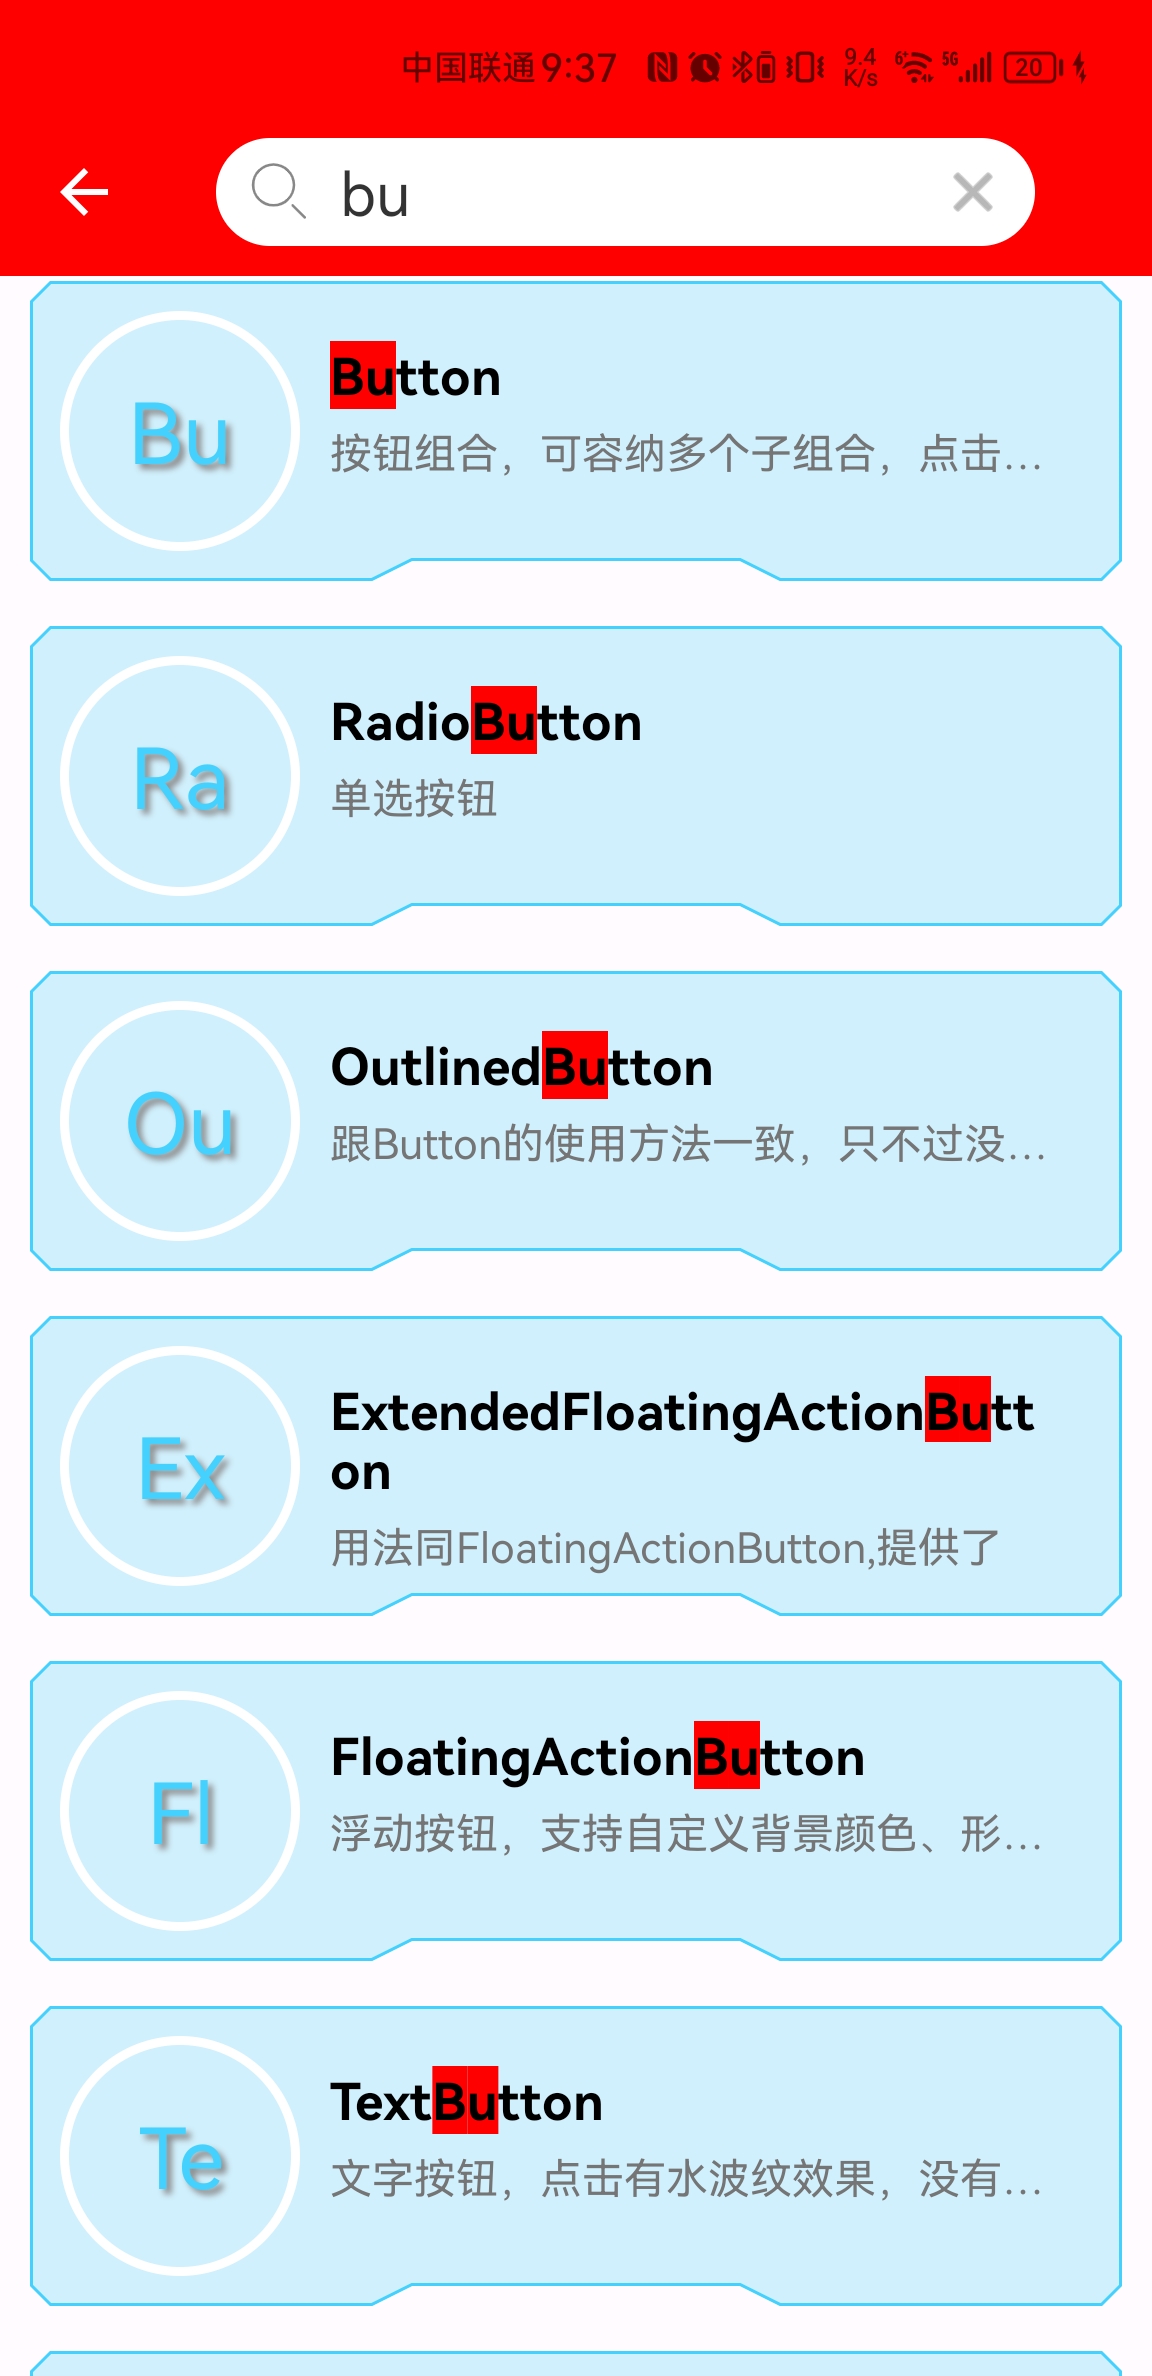 中国联通 9:37 9.4 K/s 6+ 5G 20
bu
Bu
Button
按钮组合，可容纳多个子组合，点击...
Ra
RadioButton
单选按钮
Ou
OutlinedButton
跟Button的使用方法一致，只不过没...
Ex
ExtendedFloatingActionButt
on
用法同FloatingActionButton,提供了
Fl
FloatingActionButton
浮动按钮，支持自定义背景颜色、形...
Te
TextButton
文字按钮，点击有水波纹效果，没有...